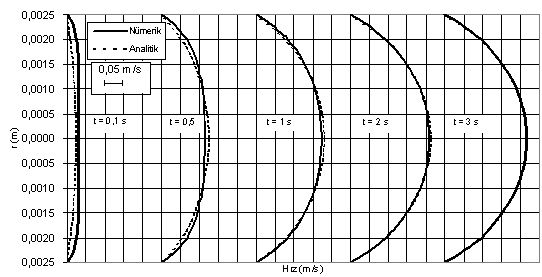 0,0025
0,0020
0,0015
0,0010
0,0005
0,0000
0,0005
0,0010
0,0015
0,0020
0,0025
r (m)
Nümerik
Analitik
0,05 m/s
t = 0,1 s
t = 0,5
t = 1 s
t = 2 s
t = 3 s
Hız (m/s)